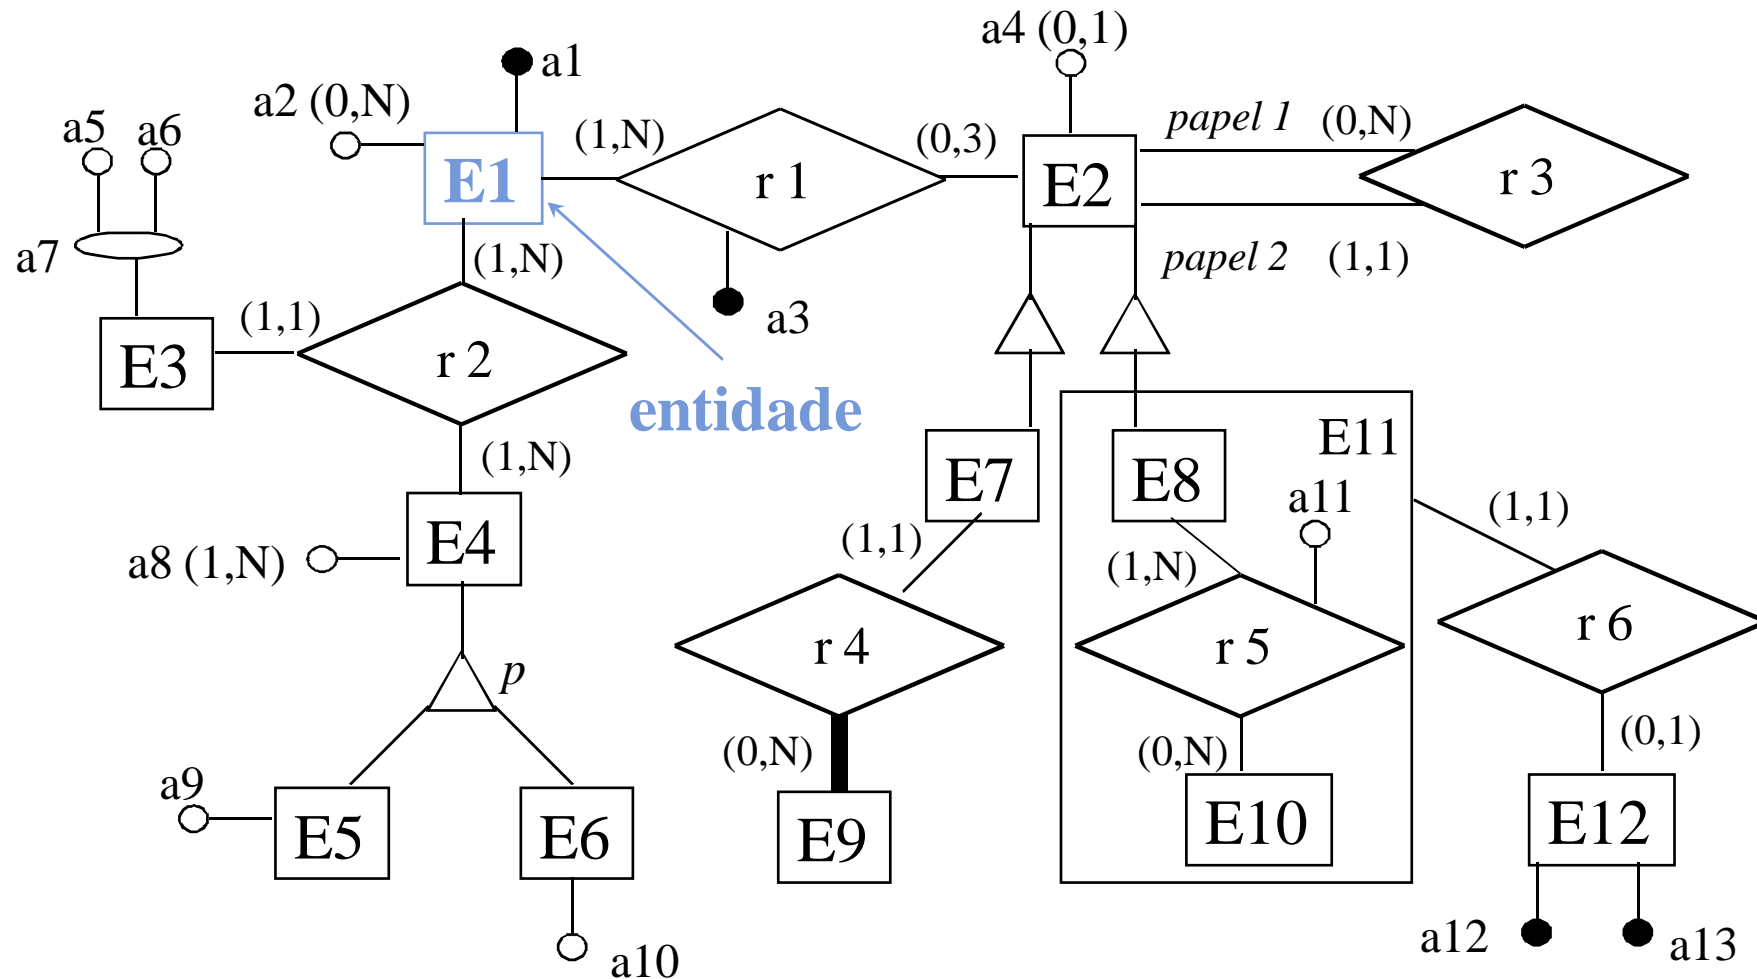 a4 (0,1)
a1
a2 (0,N)
a5
a6
(1,N)
(0,3)
papel 1
(0,N)
E1
r 1
E2
r 3
a7
(1,N)
papel 2
(1,1)
a3
(1,1)
E3
r 2
entidade
(1,N)
E11
E7
E8
a11
(1,1)
E4
a8 (1,N)
(1,1)
(1,N)
r 4
r 5
r 6
p
(0,N)
(0,N)
(0,1)
a9
E5
E6
E9
E10
E12
a10
a12
a13